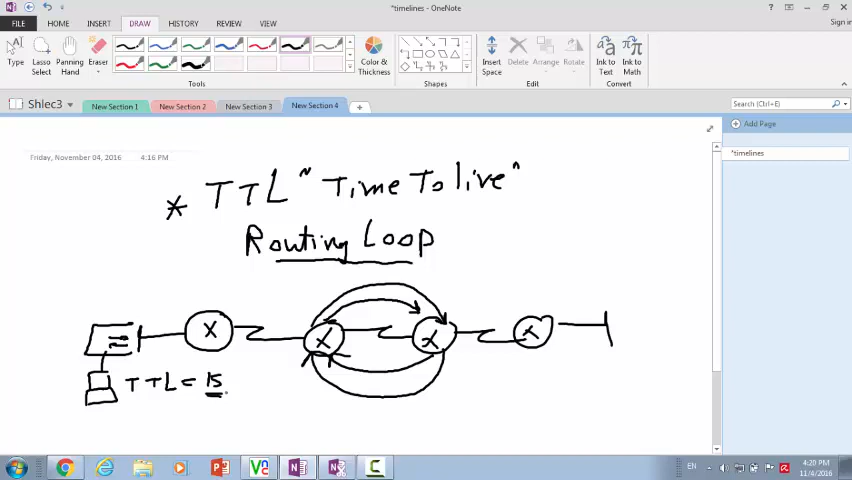 *timelines - OneNote
FILE HOME INSERT DRAW HISTORY REVIEW VIEW
Sign in
Type
Lasso Select
Panning Hand
Eraser
Color & Thickness
Insert Space
Delete
Arrange
Rotate
Ink to Text
Ink to Math
Tools
Shapes
Edit
Convert
Shlec3 New Section 1 New Section 2 New Section 3 New Section 4
Search (Ctrl+E)
Add Page
*timelines
Friday, November 04, 2016 4:16 PM
* TTL "Time To live"
Routing Loop
X X X X
TTL = 15
EN
4:20 PM
11/4/2016